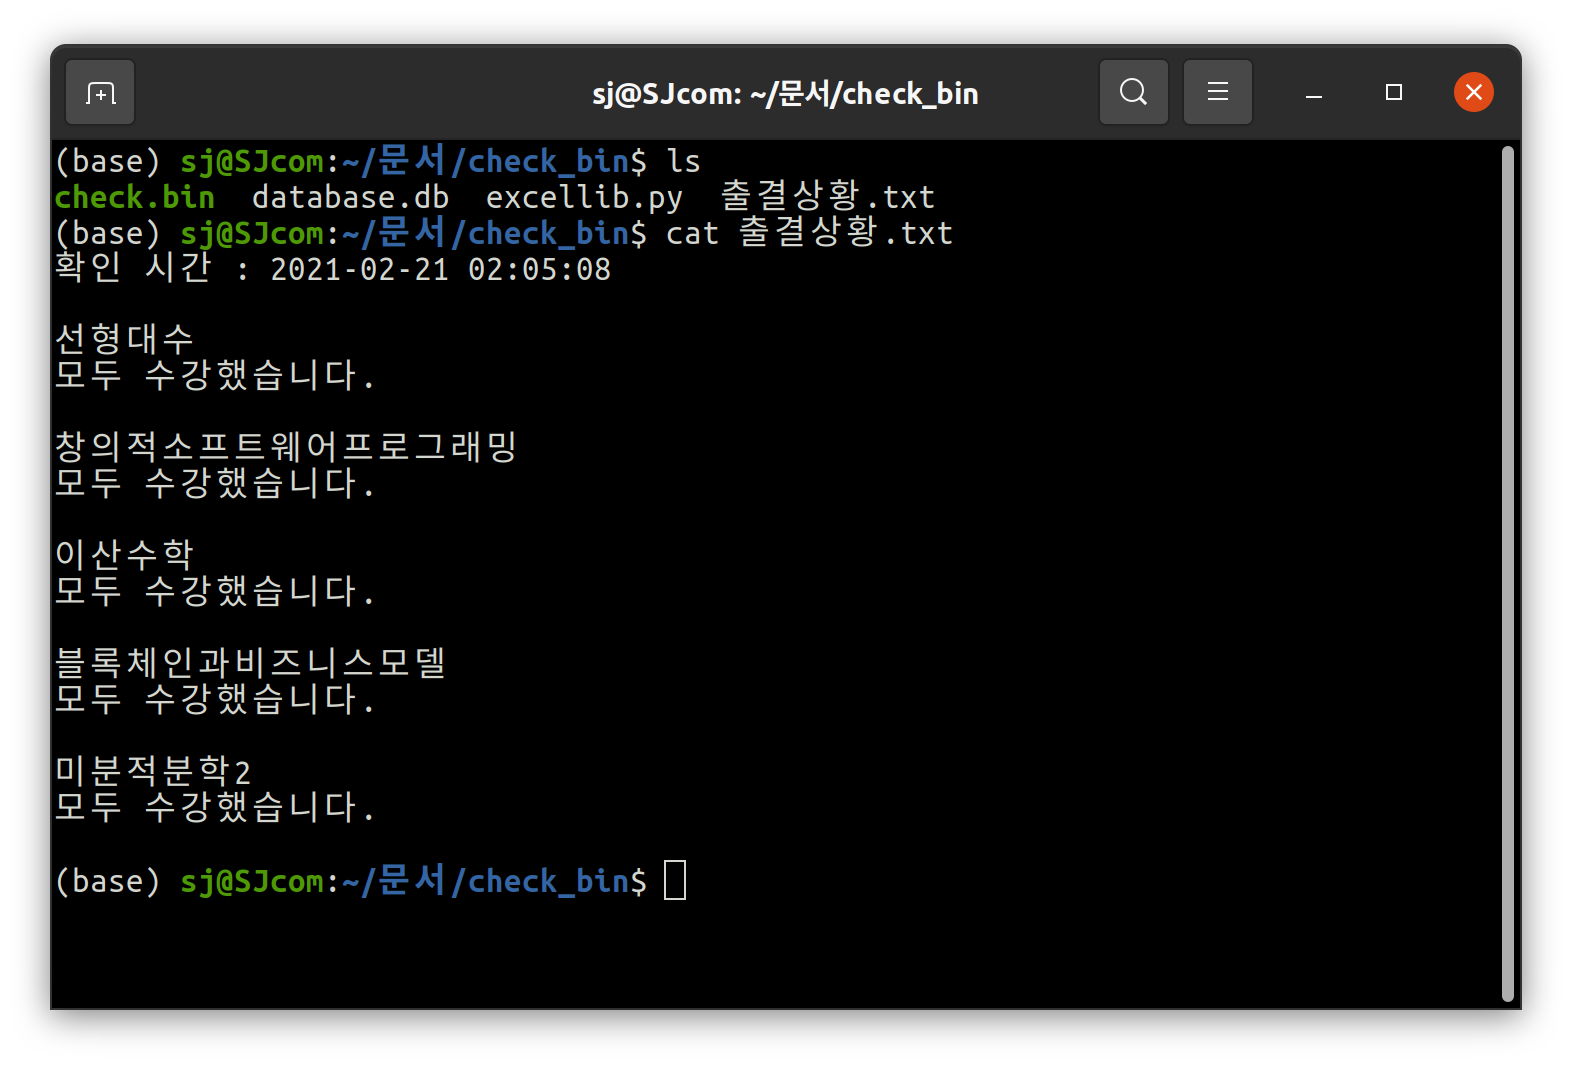 sj@SJcom: ~/문서/check_bin
(base) sj@SJcom:~/문서/check_bin$ ls
check.bin  database.db  excellib.py  출결상황.txt
(base) sj@SJcom:~/문서/check_bin$ cat 출결상황.txt
확인 시간 : 2021-02-21 02:05:08
선형대수
모두 수강했습니다.
창의적소프트웨어프로그래밍
모두 수강했습니다.
이산수학
모두 수강했습니다.
블록체인과비즈니스모델
모두 수강했습니다.
미분적분학2
모두 수강했습니다.
(base) sj@SJcom:~/문서/check_bin$